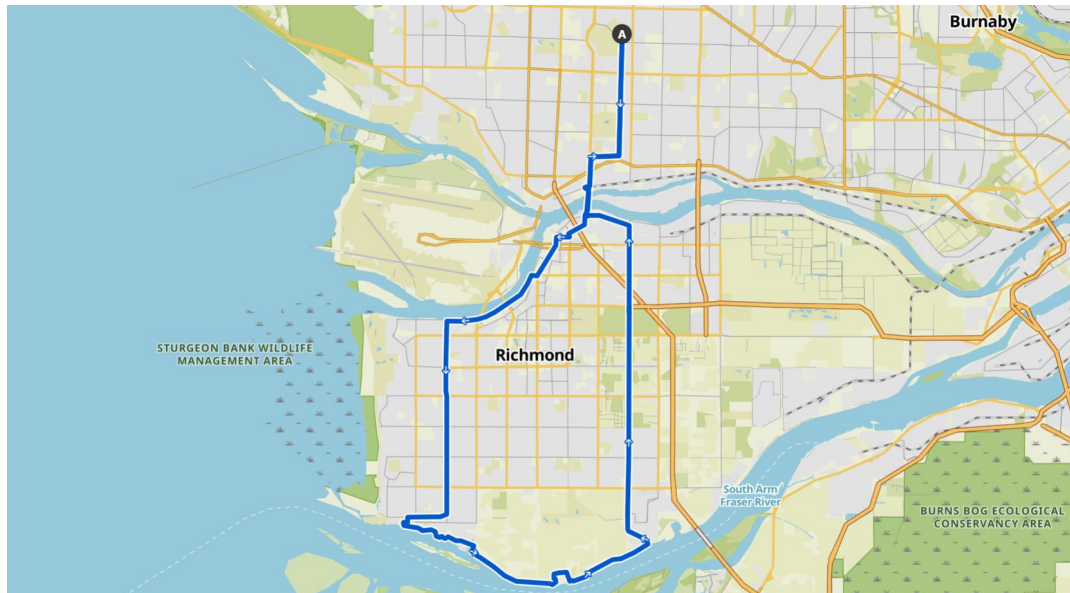 Burnaby
A
STURGEON BANK WILDLIFE
MANAGEMENT AREA
Richmond
South Arm
Fraser River
BURNS BOG ECOLOGICAL
CONSERVANCY AREA